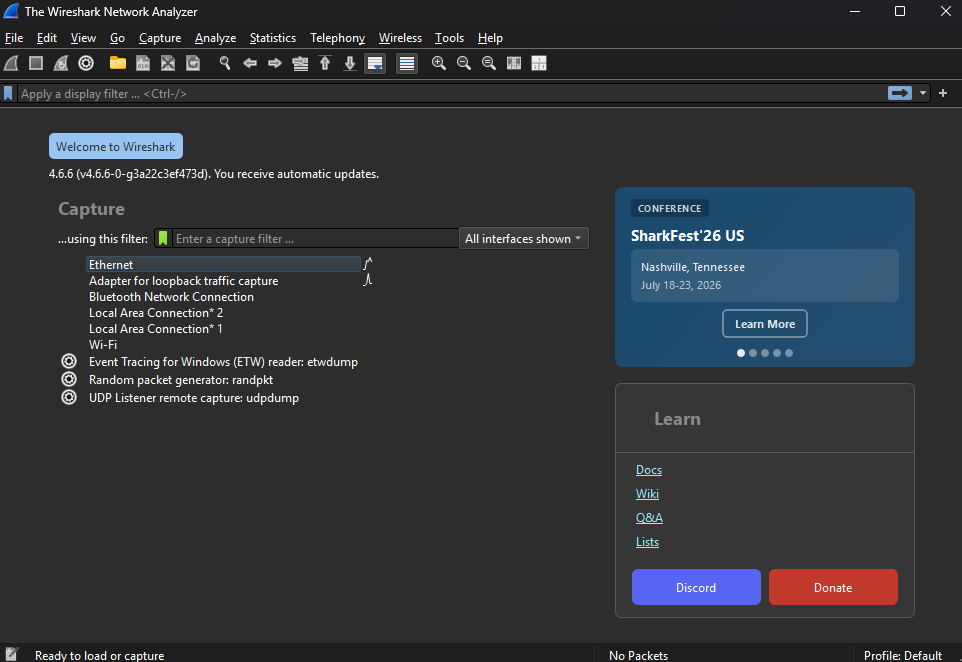 The Wireshark Network Analyzer
File Edit View Go Capture Analyze Statistics Telephony Wireless Tools Help
Apply a display filter ... <Ctrl-/>
Welcome to Wireshark
4.6.6 (v4.6.6-0-g3a22c3ef473d). You receive automatic updates.
Capture
...using this filter: Enter a capture filter ... All interfaces shown
Ethernet
Adapter for loopback traffic capture
Bluetooth Network Connection
Local Area Connection* 2
Local Area Connection* 1
Wi-Fi
Event Tracing for Windows (ETW) reader: etwdump
Random packet generator: randpkt
UDP Listener remote capture: udpdump
CONFERENCE
SharkFest'26 US
Nashville, Tennessee
July 18-23, 2026
Learn More
Learn
Docs
Wiki
Q&A
Lists
Discord Donate
Ready to load or capture No Packets Profile: Default